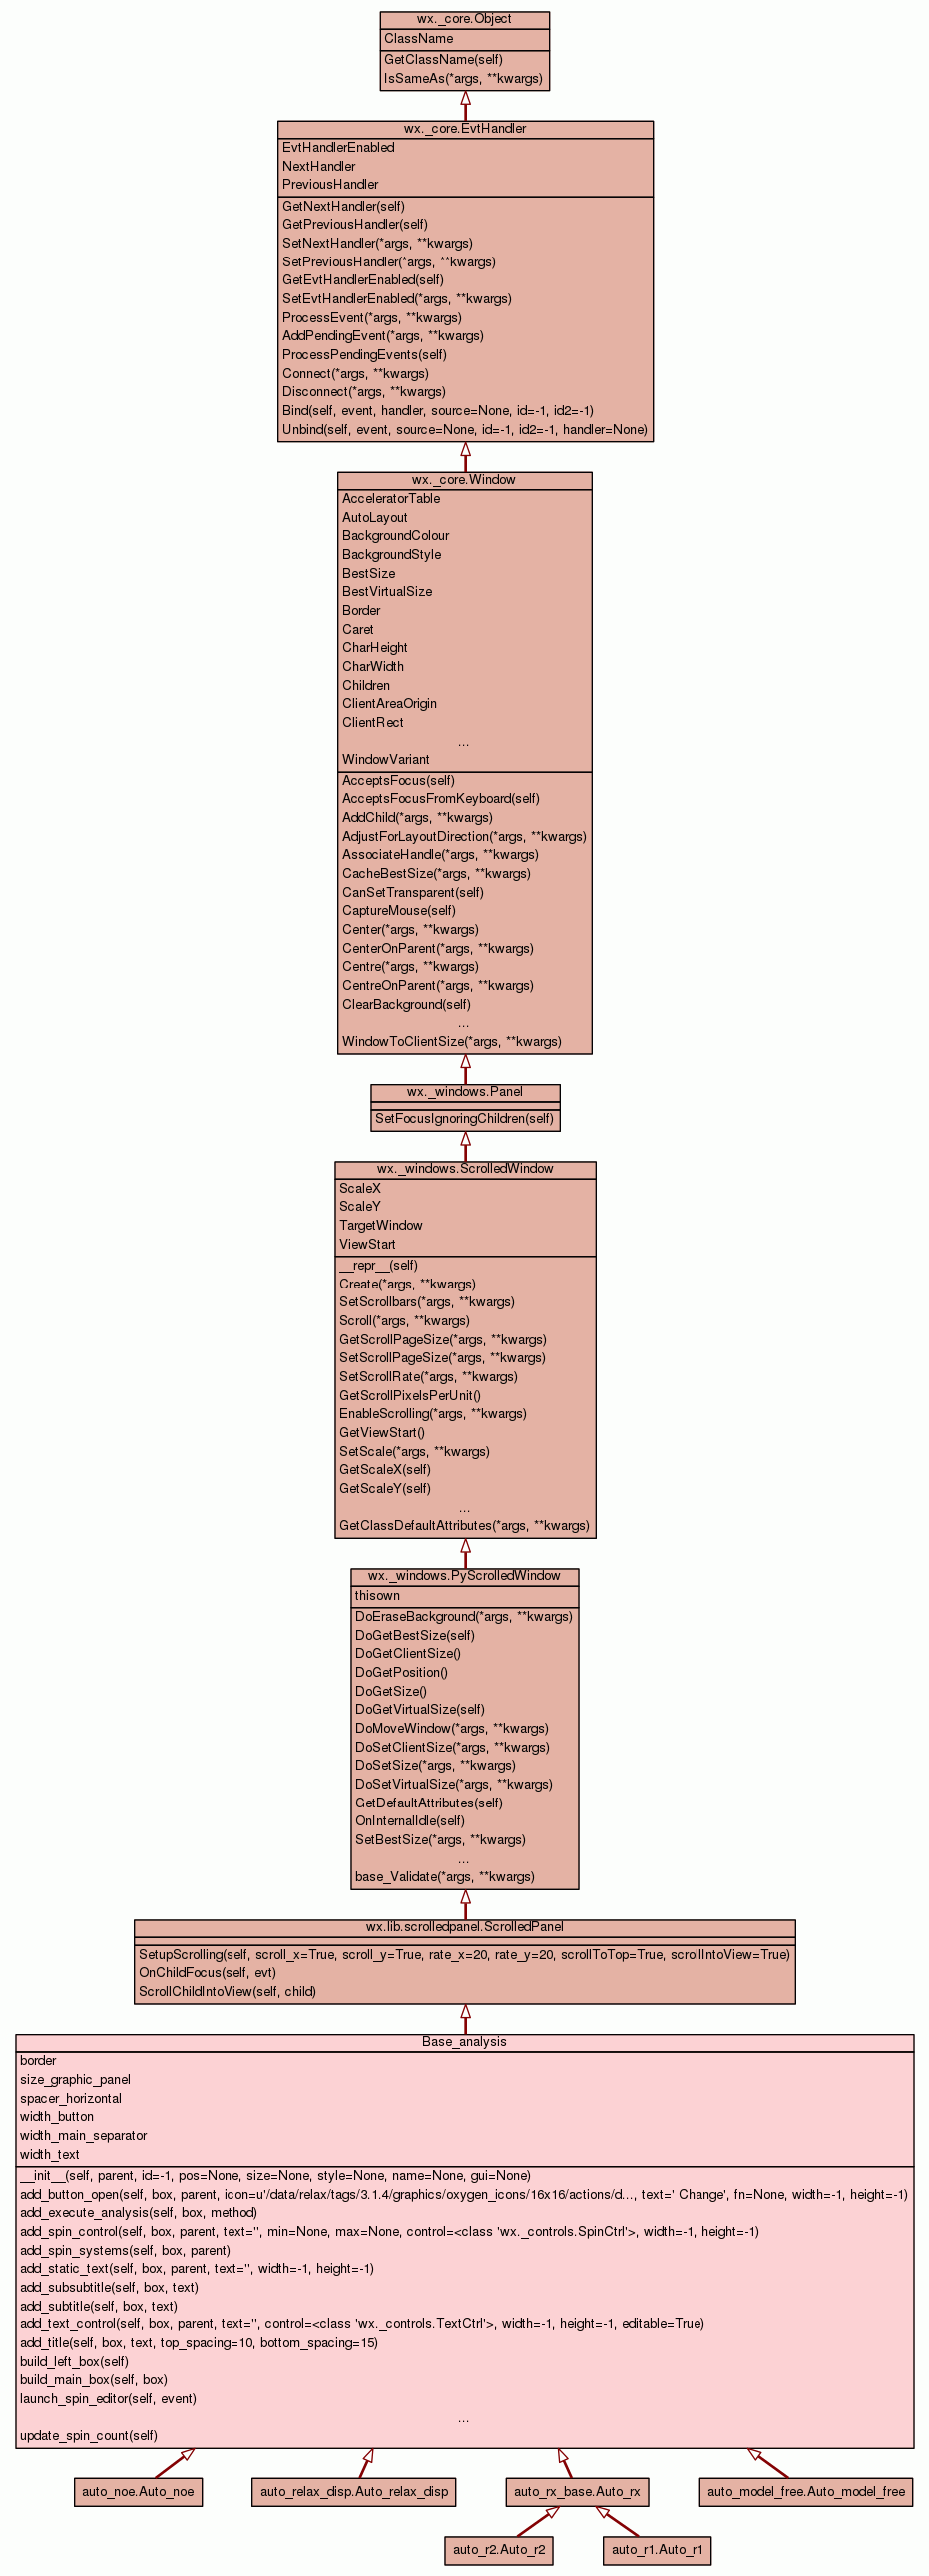 wx._core.Object
ClassName
GetClassName(self)
IsSameAs(*args, **kwargs)
wx._core.EvtHandler
EvtHandlerEnabled
NextHandler
PreviousHandler
GetNextHandler(self)
GetPreviousHandler(self)
SetNextHandler(*args, **kwargs)
SetPreviousHandler(*args, **kwargs)
GetEvtHandlerEnabled(self)
SetEvtHandlerEnabled(*args, **kwargs)
ProcessEvent(*args, **kwargs)
AddPendingEvent(*args, **kwargs)
ProcessPendingEvents(self)
Connect(*args, **kwargs)
Disconnect(*args, **kwargs)
Bind(self, event, handler, source=None, id=-1, id2=-1)
Unbind(self, event, source=None, id=-1, id2=-1, handler=None)
wx._core.Window
AcceleratorTable
AutoLayout
BackgroundColour
BackgroundStyle
BestSize
BestVirtualSize
Border
Caret
CharHeight
CharWidth
Children
ClientAreaOrigin
ClientRect
...
WindowVariant
AcceptsFocus(self)
AcceptsFocusFromKeyboard(self)
AddChild(*args, **kwargs)
AdjustForLayoutDirection(*args, **kwargs)
AssociateHandle(*args, **kwargs)
CacheBestSize(*args, **kwargs)
CanSetTransparent(self)
CaptureMouse(self)
Center(*args, **kwargs)
CenterOnParent(*args, **kwargs)
Centre(*args, **kwargs)
CentreOnParent(*args, **kwargs)
ClearBackground(self)
...
WindowToClientSize(*args, **kwargs)
wx._windows.Panel
SetFocusIgnoringChildren(self)
wx._windows.ScrolledWindow
ScaleX
ScaleY
TargetWindow
ViewStart
__repr__(self)
Create(*args, **kwargs)
SetScrollbars(*args, **kwargs)
Scroll(*args, **kwargs)
GetScrollPageSize(*args, **kwargs)
SetScrollPageSize(*args, **kwargs)
SetScrollRate(*args, **kwargs)
GetScrollPixelsPerUnit()
EnableScrolling(*args, **kwargs)
GetViewStart()
SetScale(*args, **kwargs)
GetScaleX(self)
GetScaleY(self)
...
GetClassDefaultAttributes(*args, **kwargs)
wx._windows.PyScrolledWindow
thisown
DoEraseBackground(*args, **kwargs)
DoGetBestSize(self)
DoGetClientSize()
DoGetPosition()
DoGetSize()
DoGetVirtualSize(self)
DoMoveWindow(*args, **kwargs)
DoSetClientSize(*args, **kwargs)
DoSetSize(*args, **kwargs)
DoSetVirtualSize(*args, **kwargs)
GetDefaultAttributes(self)
OnInternalIdle(self)
SetBestSize(*args, **kwargs)
...
base_Validate(*args, **kwargs)
wx.lib.scrolledpanel.ScrolledPanel
SetupScrolling(self, scroll_x=True, scroll_y=True, rate_x=20, rate_y=20, scrollToTop=True, scrollIntoView=True)
OnChildFocus(self, evt)
ScrollChildIntoView(self, child)
Base_analysis
border
size_graphic_panel
spacer_horizontal
width_button
width_main_separator
width_text
__init__(self, parent, id=-1, pos=None, size=None, style=None, name=None, gui=None)
add_button_open(self, box, parent, icon=u'/data/relax/tags/3.1.4/graphics/oxygen_icons/16x16/actions/d..., text=' Change', fn=None, width=-1, height=-1)
add_execute_analysis(self, box, method)
add_spin_control(self, box, parent, text='', min=None, max=None, control=<class 'wx._controls.SpinCtrl'>, width=-1, height=-1)
add_spin_systems(self, box, parent)
add_static_text(self, box, parent, text='', width=-1, height=-1)
add_subsubtitle(self, box, text)
add_subtitle(self, box, text)
add_text_control(self, box, parent, text='', control=<class 'wx._controls.TextCtrl'>, width=-1, height=-1, editable=True)
add_title(self, box, text, top_spacing=10, bottom_spacing=15)
build_left_box(self)
build_main_box(self, box)
launch_spin_editor(self, event)
...
update_spin_count(self)
auto_noe.Auto_noe
auto_relax_disp.Auto_relax_disp
auto_rx_base.Auto_rx
auto_model_free.Auto_model_free
auto_r2.Auto_r2
auto_r1.Auto_r1